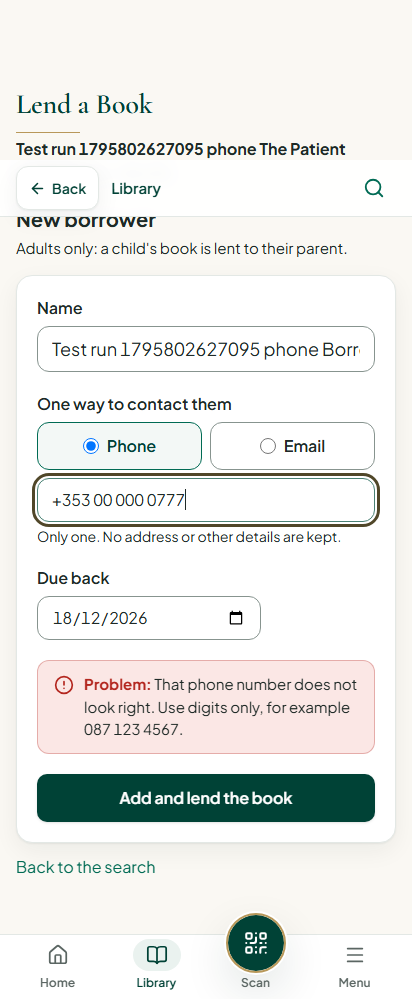 Lend a Book
Test run 1795802627095 phone The Patient
Back
Library
New borrower
Adults only: a child's book is lent to their parent.
Name
Test run 1795802627095 phone Borr
One way to contact them
Phone
Email
+353 00 000 0777
Only one. No address or other details are kept.
Due back
18/12/2026
Problem: That phone number does not
look right. Use digits only, for example
087 123 4567.
Add and lend the book
Back to the search
Home
Library
Scan
Menu